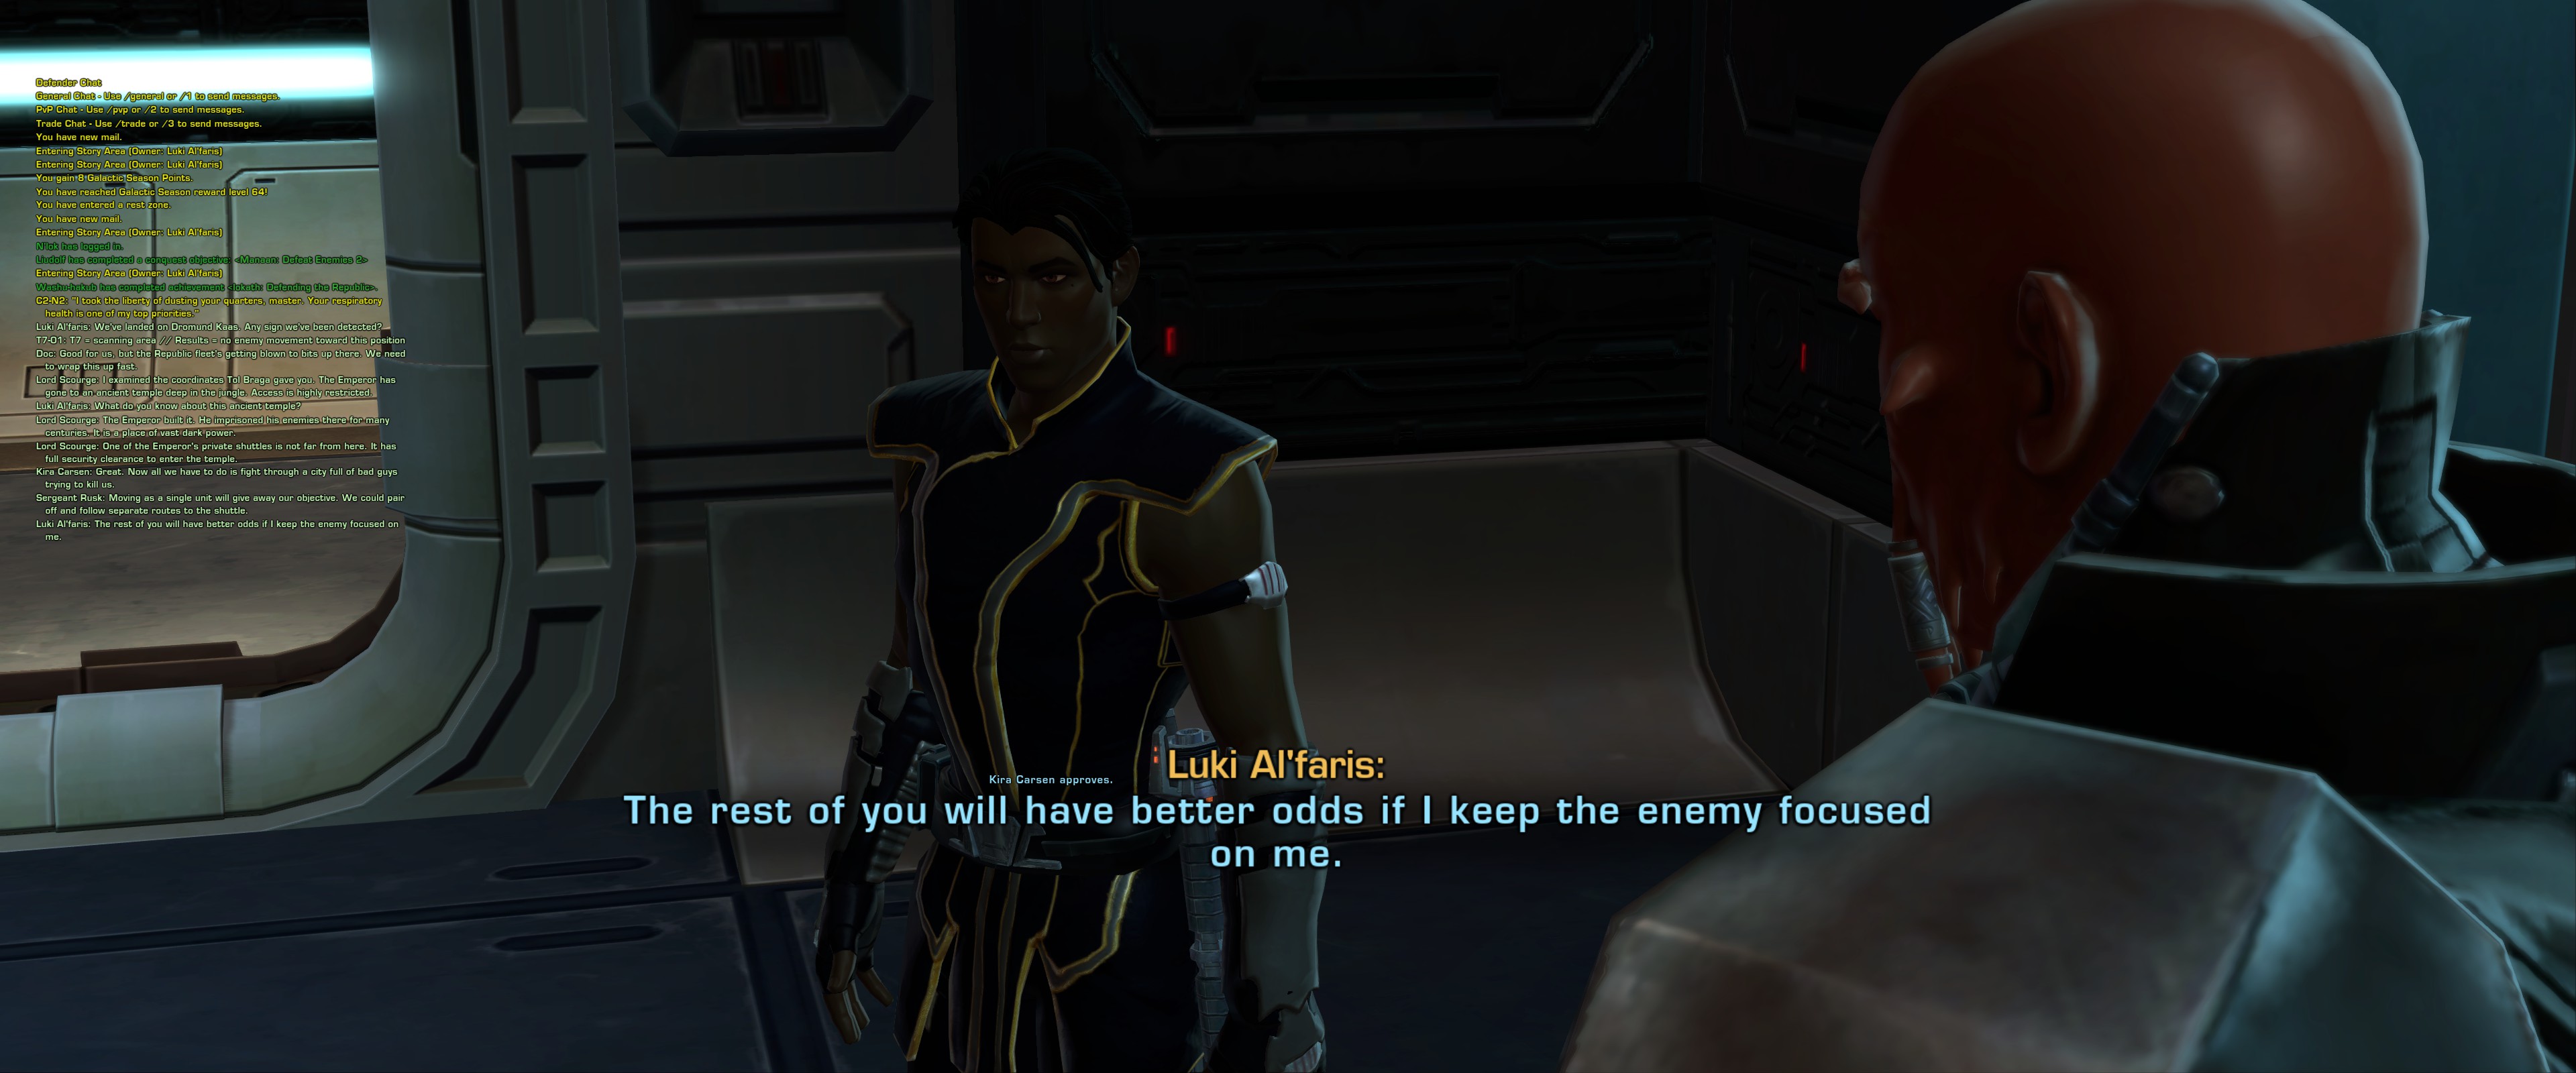 Defender Chat
General Chat - Use /general or /1 to send messages.
PvP Chat - Use /pvp or /2 to send messages.
Trade Chat - Use /trade or /3 to send messages.
You have new mail.
Entering Story Area (Owner: Luki Al'faris)
Entering Story Area (Owner: Luki Al'faris)
You gain 8 Galactic Season Points.
You have reached Galactic Season reward level 64!
You have entered a rest zone.
You have new mail.
Entering Story Area (Owner: Luki Al'faris)
N'lok has logged in.
Liudolf has completed a conquest objective: <Manaan: Defeat Enemies 2>
Entering Story Area (Owner: Luki Al'faris)
Washu-hakub has completed achievement <Iokath: Defending the Republic>.
C2-N2: "I took the liberty of dusting your quarters, master. Your respiratory
health is one of my top priorities."
Luki Al'faris: We've landed on Dromund Kaas. Any sign we've been detected?
T7-01: T7 = scanning area // Results = no enemy movement toward this position
Doc: Good for us, but the Republic fleet's getting blown to bits up there. We need
to wrap this up fast.
Lord Scourge: I examined the coordinates Tol Braga gave you. The Emperor has
gone to an ancient temple deep in the jungle. Access is highly restricted.
Luki Al'faris: What do you know about this ancient temple?
Lord Scourge: The Emperor built it. He imprisoned his enemies there for many
centuries. It is a place of vast dark power.
Lord Scourge: One of the Emperor's private shuttles is not far from here. It has
full security clearance to enter the temple.
Kira Carsen: Great. Now all we have to do is fight through a city full of bad guys
trying to kill us.
Sergeant Rusk: Moving as a single unit will give away our objective. We could pair
off and follow separate routes to the shuttle.
Luki Al'faris: The rest of you will have better odds if I keep the enemy focused on
me.
Kira Carsen approves.
Luki Al'faris:
The rest of you will have better odds if I keep the enemy focused
on me.